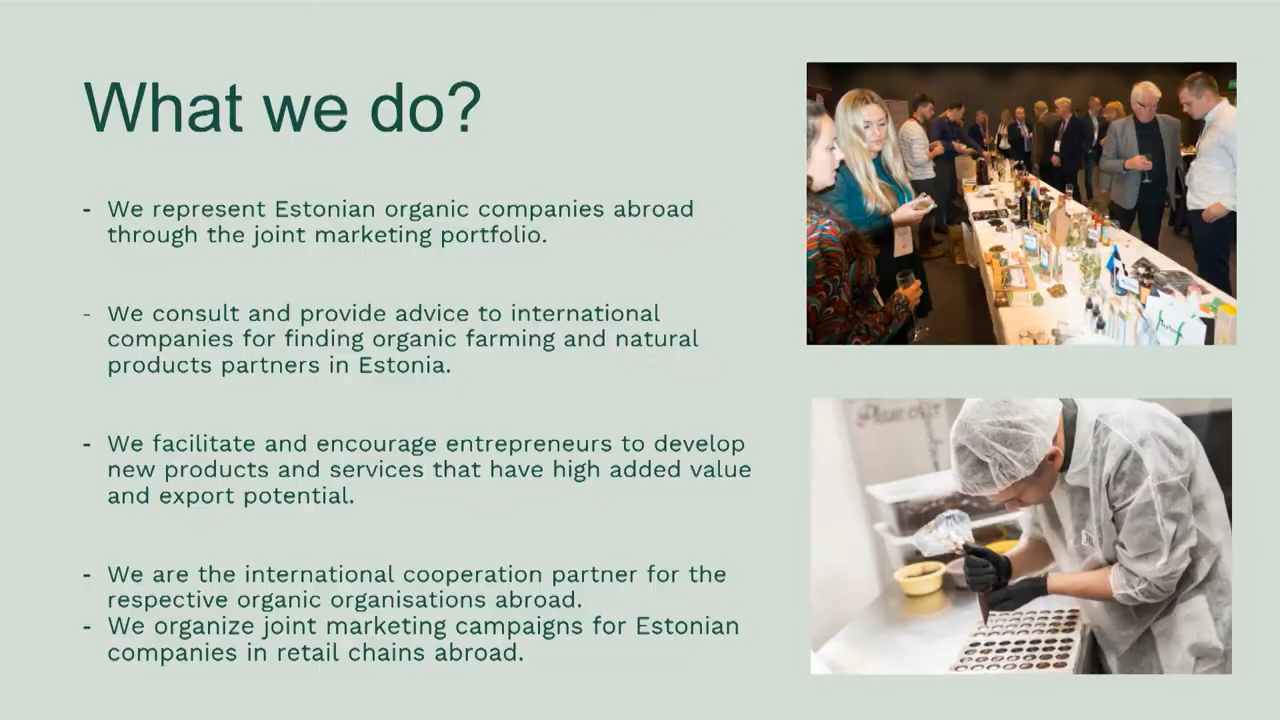 What we do?
- We represent Estonian organic companies abroad
through the joint marketing portfolio.
- We consult and provide advice to international
companies for finding organic farming and natural
products partners in Estonia.
- We facilitate and encourage entrepreneurs to develop
new products and services that have high added value
and export potential.
- We are the international cooperation partner for the
respective organic organisations abroad.
- We organize joint marketing campaigns for Estonian
companies in retail chains abroad.